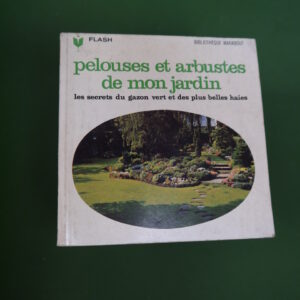 FLASH
BIBLIOTHÈQUE MARABOUT
pelouses et arbustes
de mon jardin
les secrets du gazon vert et des plus belles haies